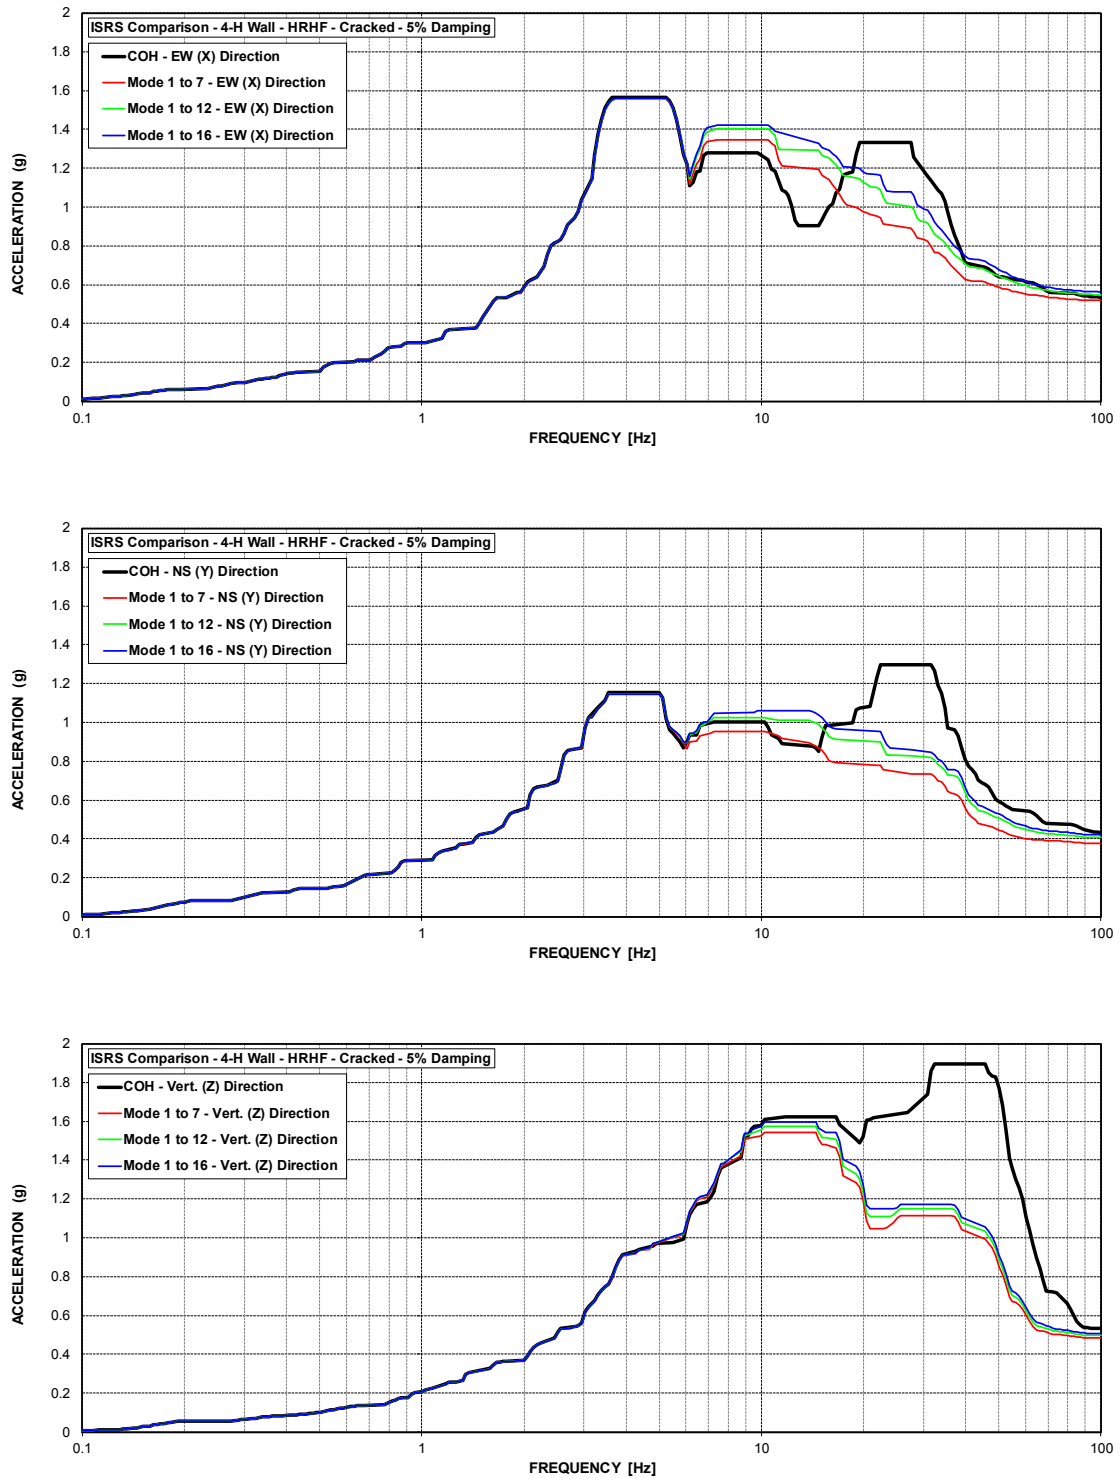 ISRS Comparison - 4-H Wall - HRHF - Cracked - 5% Damping
COH - EW (X) Direction
Mode 1 to 7 - EW (X) Direction
Mode 1 to 12 - EW (X) Direction
Mode 1 to 16 - EW (X) Direction
2
1.8
1.6
1.4
1.2
1
0.8
0.6
0.4
0.2
0
ACCELERATION (g)
0.1
1
10
100
FREQUENCY [Hz]
ISRS Comparison - 4-H Wall - HRHF - Cracked - 5% Damping
COH - NS (Y) Direction
Mode 1 to 7 - NS (Y) Direction
Mode 1 to 12 - NS (Y) Direction
Mode 1 to 16 - NS (Y) Direction
2
1.8
1.6
1.4
1.2
1
0.8
0.6
0.4
0.2
0
ACCELERATION (g)
0.1
1
10
100
FREQUENCY [Hz]
ISRS Comparison - 4-H Wall - HRHF - Cracked - 5% Damping
COH - Vert. (Z) Direction
Mode 1 to 7 - Vert. (Z) Direction
Mode 1 to 12 - Vert. (Z) Direction
Mode 1 to 16 - Vert. (Z) Direction
2
1.8
1.6
1.4
1.2
1
0.8
0.6
0.4
0.2
0
ACCELERATION (g)
0.1
1
10
100
FREQUENCY [Hz]